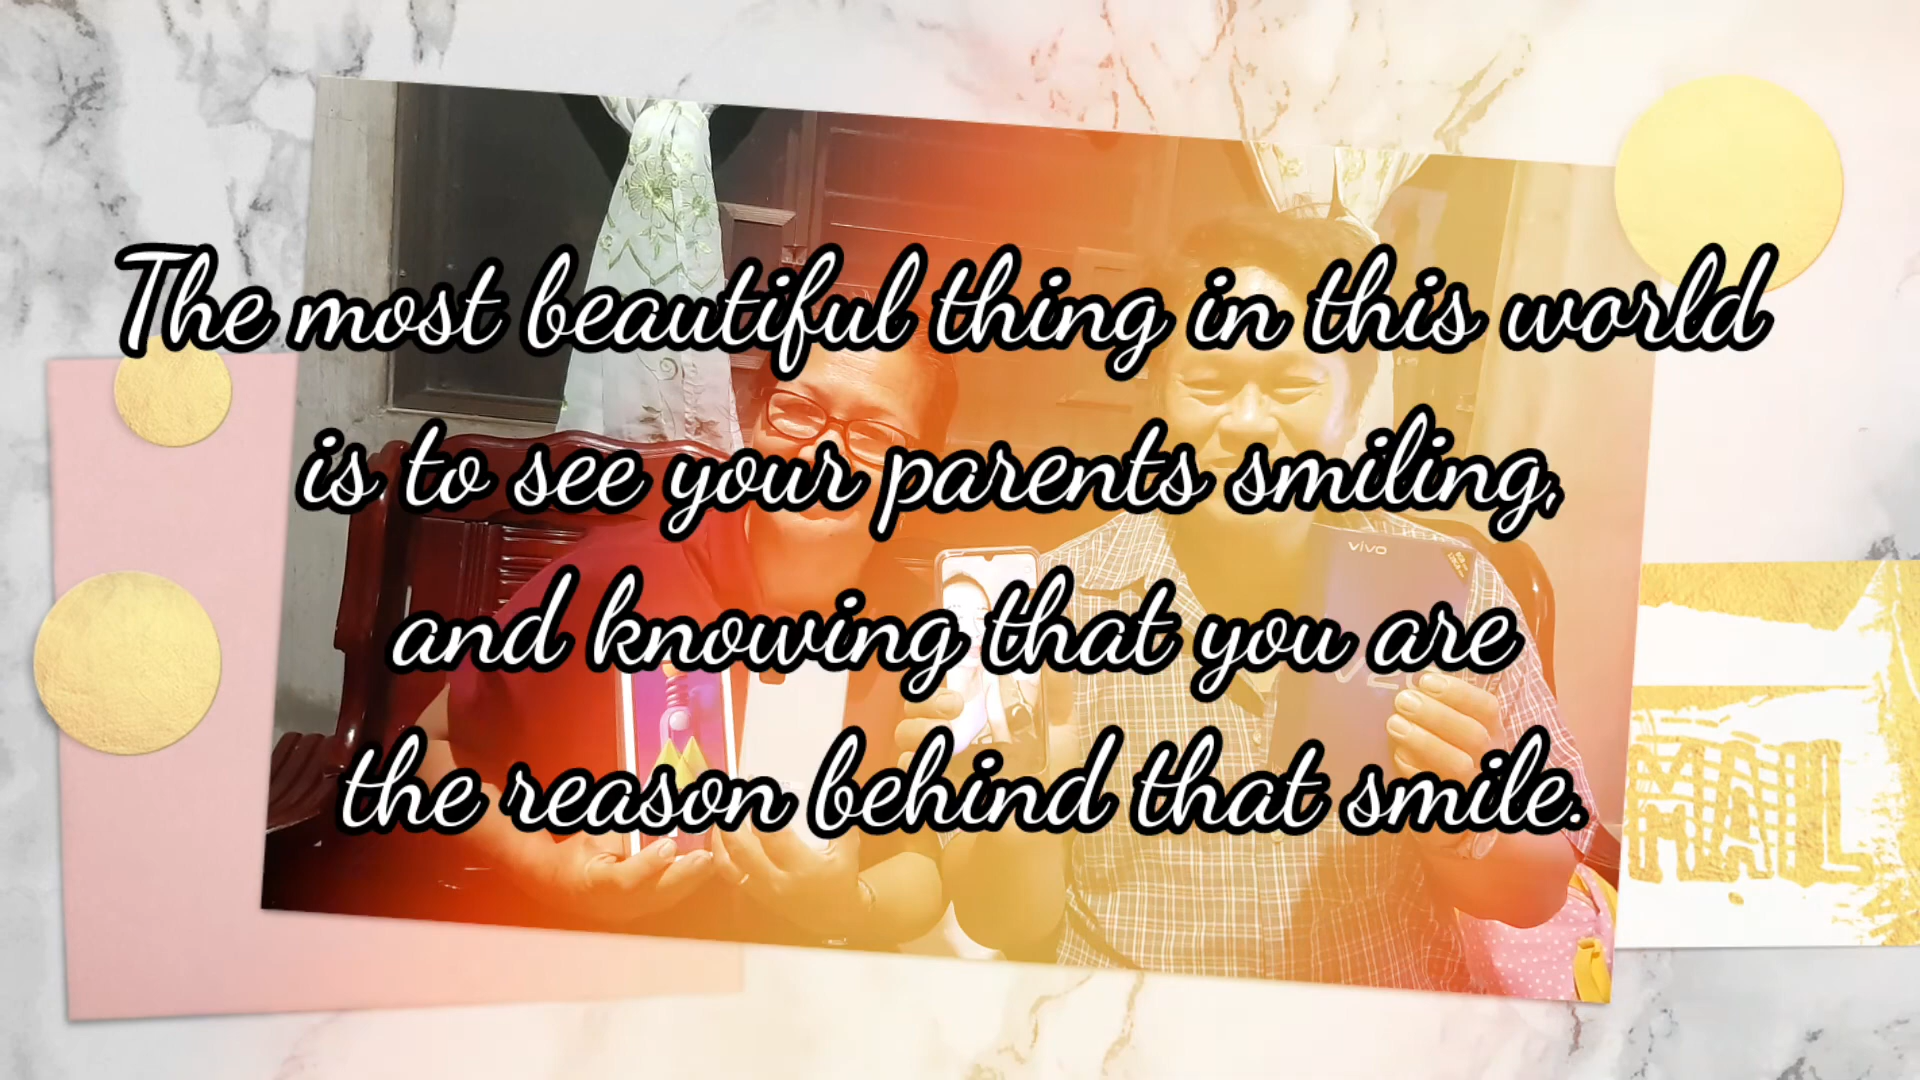 The most beautiful thing in this world
is to see your parents smiling,
and knowing that you are
the reason behind that smile.
vivo
MAIL